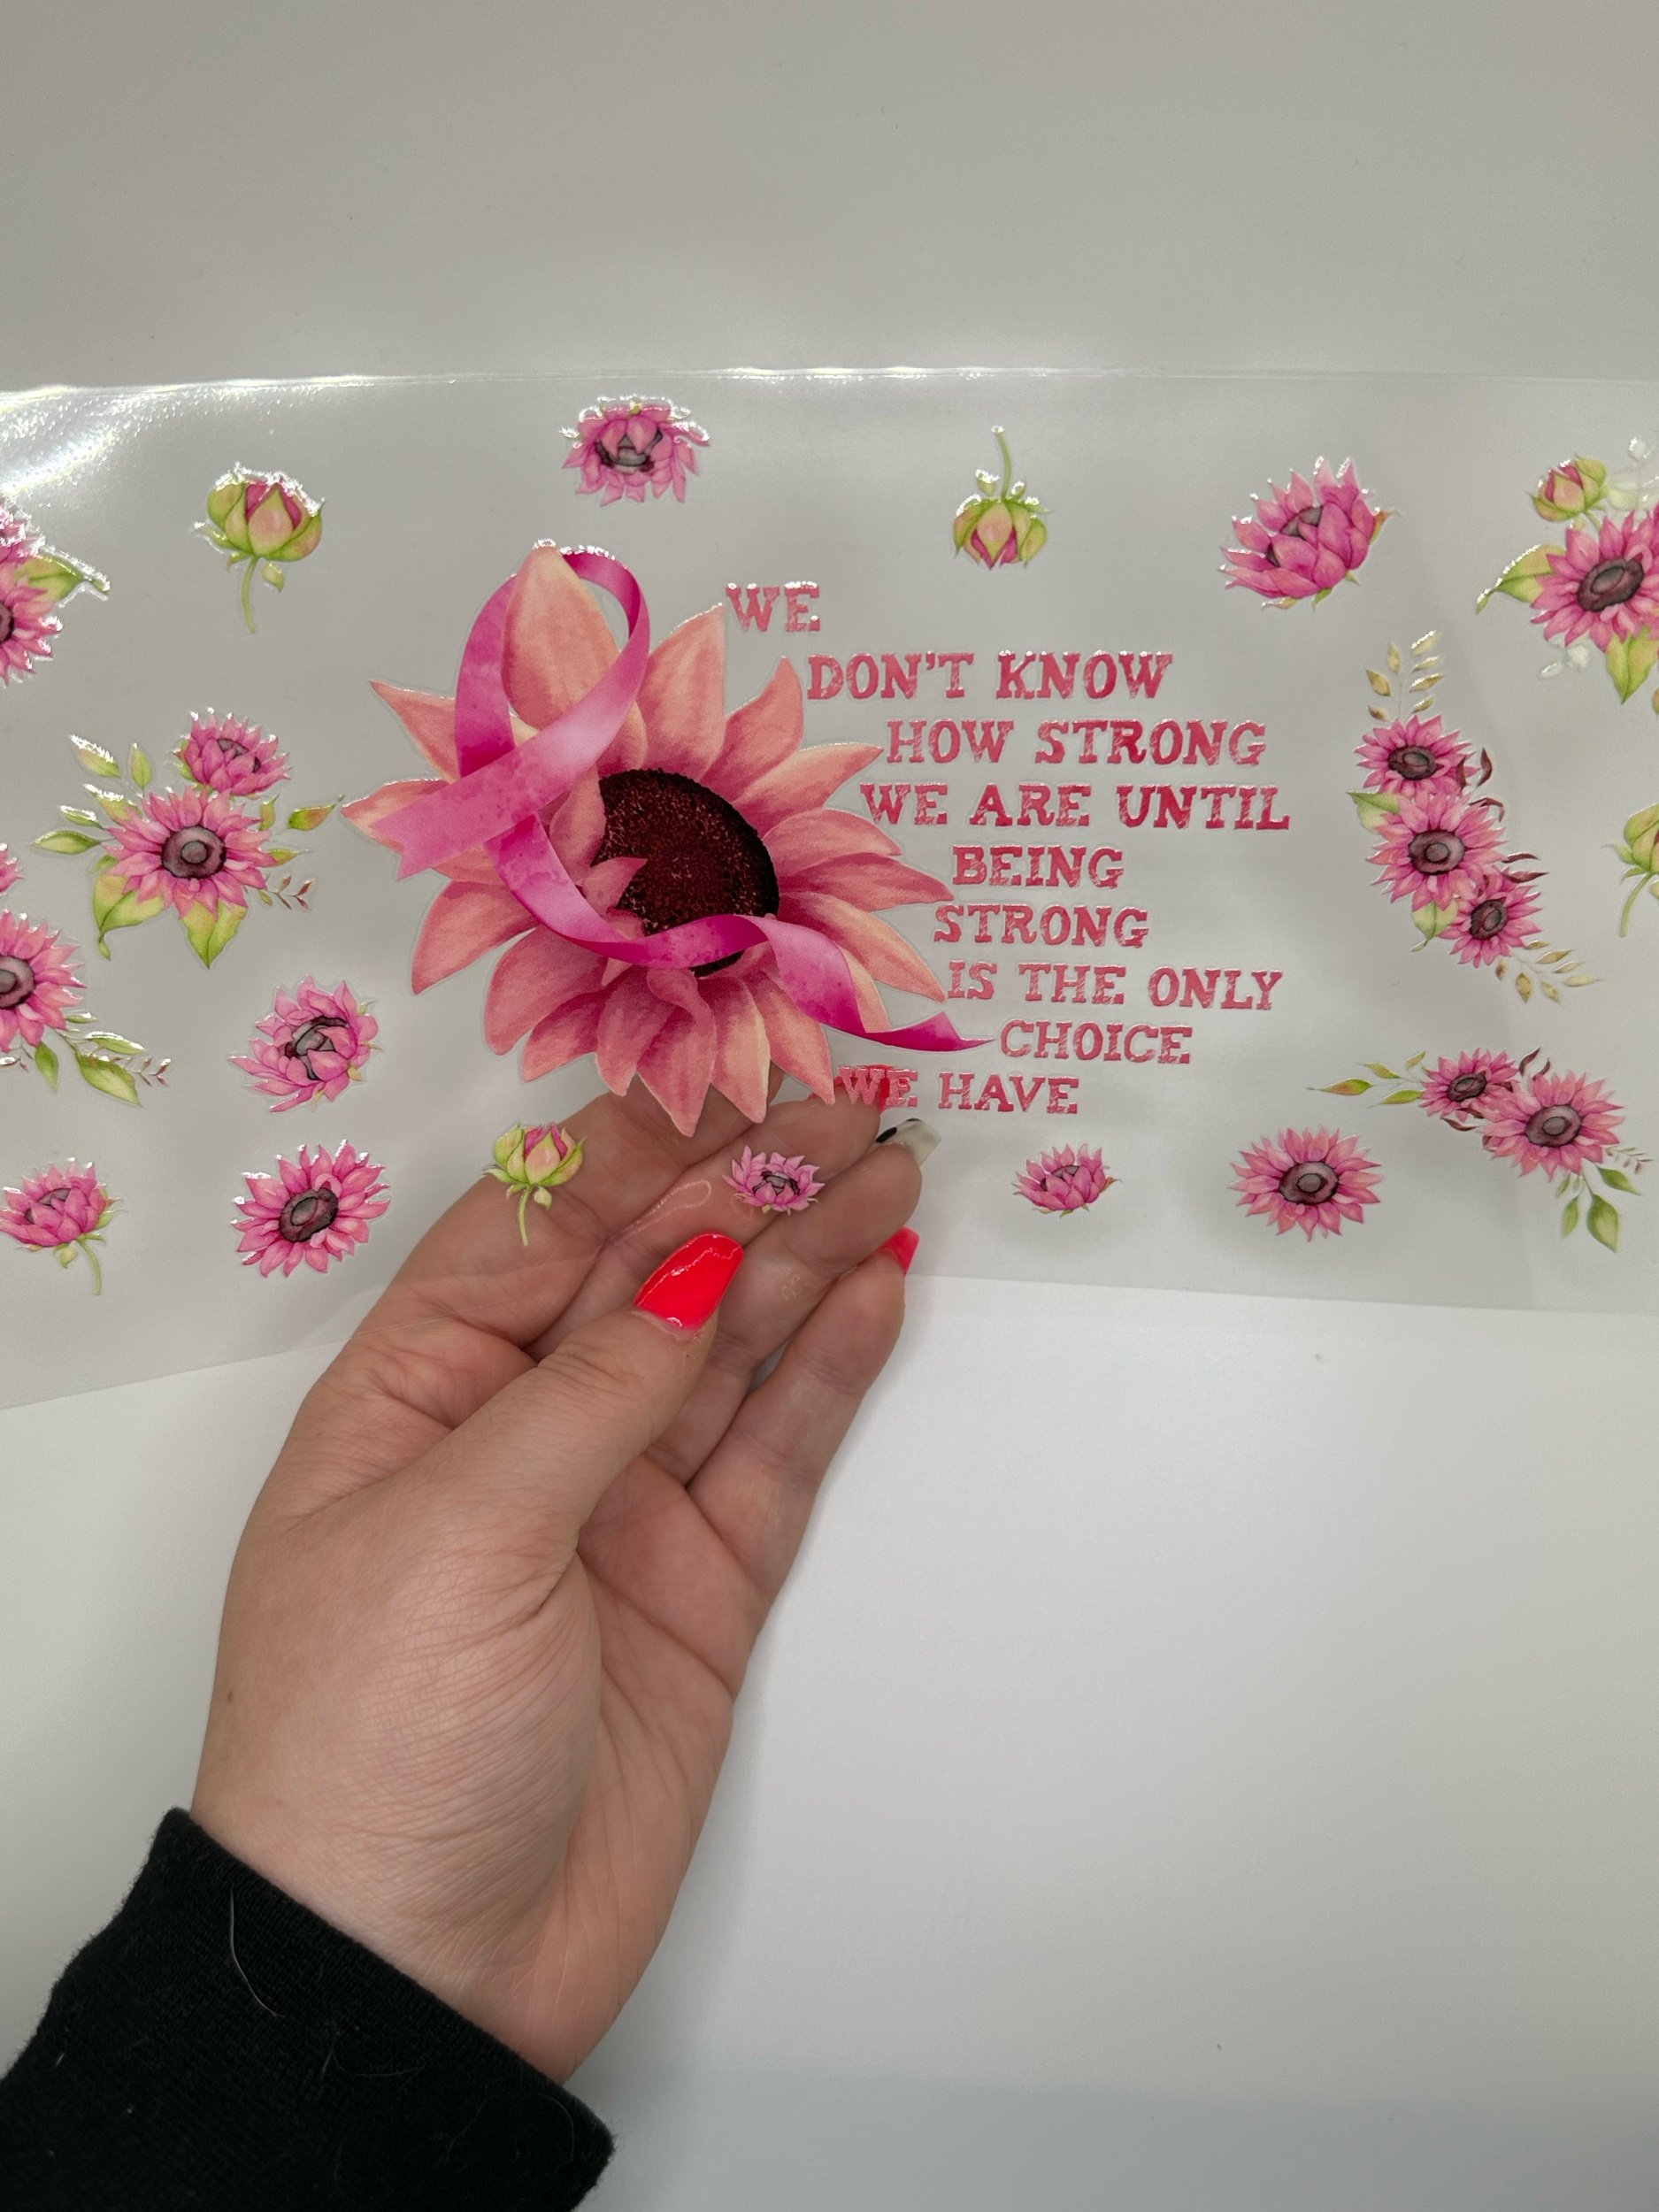 WE
DON'T KNOW
HOW STRONG
WE ARE UNTIL
BEING
STRONG
IS THE ONLY
CHOICE
WE HAVE